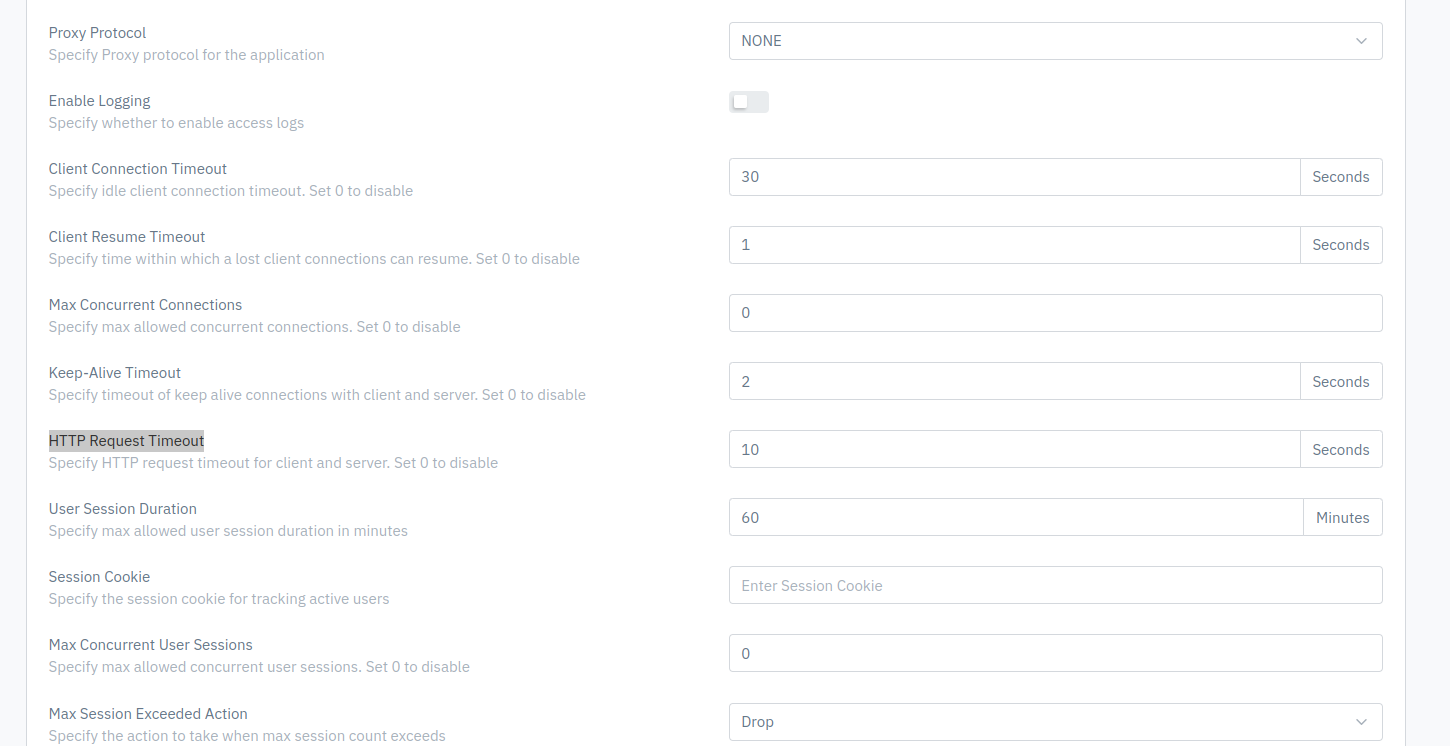 Proxy Protocol
Specify Proxy protocol for the application
NONE
Enable Logging
Specify whether to enable access logs
Client Connection Timeout
Specify idle client connection timeout. Set 0 to disable
30 Seconds
Client Resume Timeout
Specify time within which a lost client connections can resume. Set 0 to disable
1 Seconds
Max Concurrent Connections
Specify max allowed concurrent connections. Set 0 to disable
0
Keep-Alive Timeout
Specify timeout of keep alive connections with client and server. Set 0 to disable
2 Seconds
HTTP Request Timeout
Specify HTTP request timeout for client and server. Set 0 to disable
10 Seconds
User Session Duration
Specify max allowed user session duration in minutes
60 Minutes
Session Cookie
Specify the session cookie for tracking active users
Enter Session Cookie
Max Concurrent User Sessions
Specify max allowed concurrent user sessions. Set 0 to disable
0
Max Session Exceeded Action
Specify the action to take when max session count exceeds
Drop